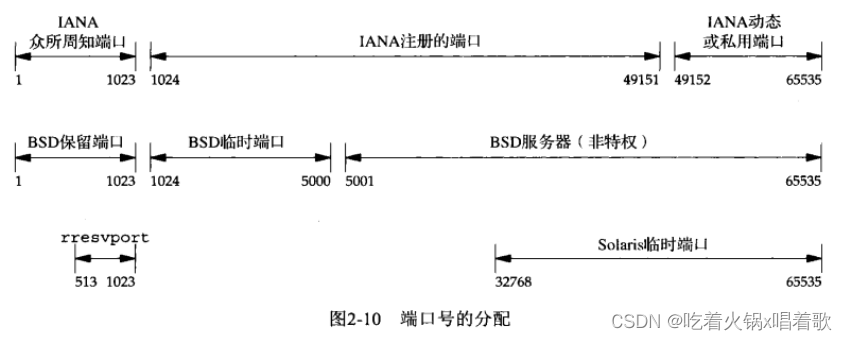 IANA
众所周知端口
IANA注册的端口
IANA动态
或私用端口
1 1023 1024 49151 49152 65535
BSD保留端口 BSD临时端口 BSD服务器（非特权）
1 1023 1024 5000 5001 65535
rresvport
Solaris临时端口
513 1023 32768 65535
图2-10 端口号的分配
CSDN @吃着火锅x唱着歌